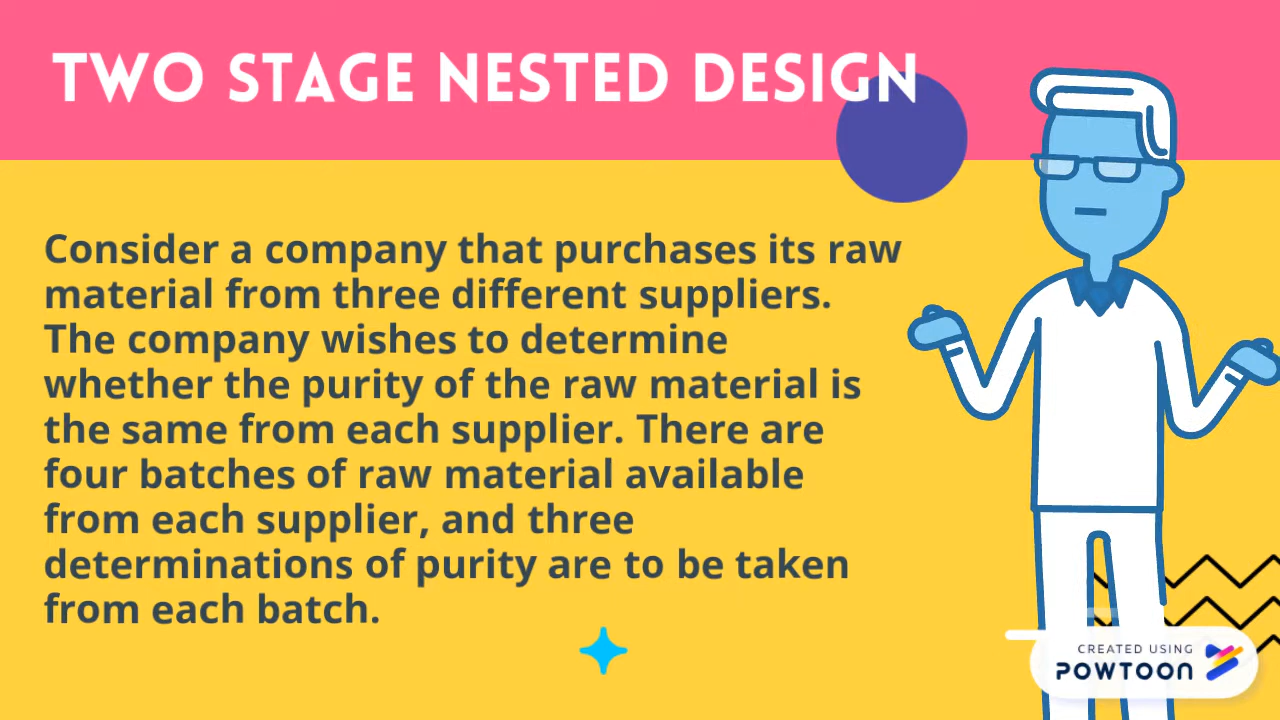 TWO STAGE NESTED DESIGN
Consider a company that purchases its raw
material from three different suppliers.
The company wishes to determine
whether the purity of the raw material is
the same from each supplier. There are
four batches of raw material available
from each supplier, and three
determinations of purity are to be taken
from each batch.
CREATED USING
POWTOON